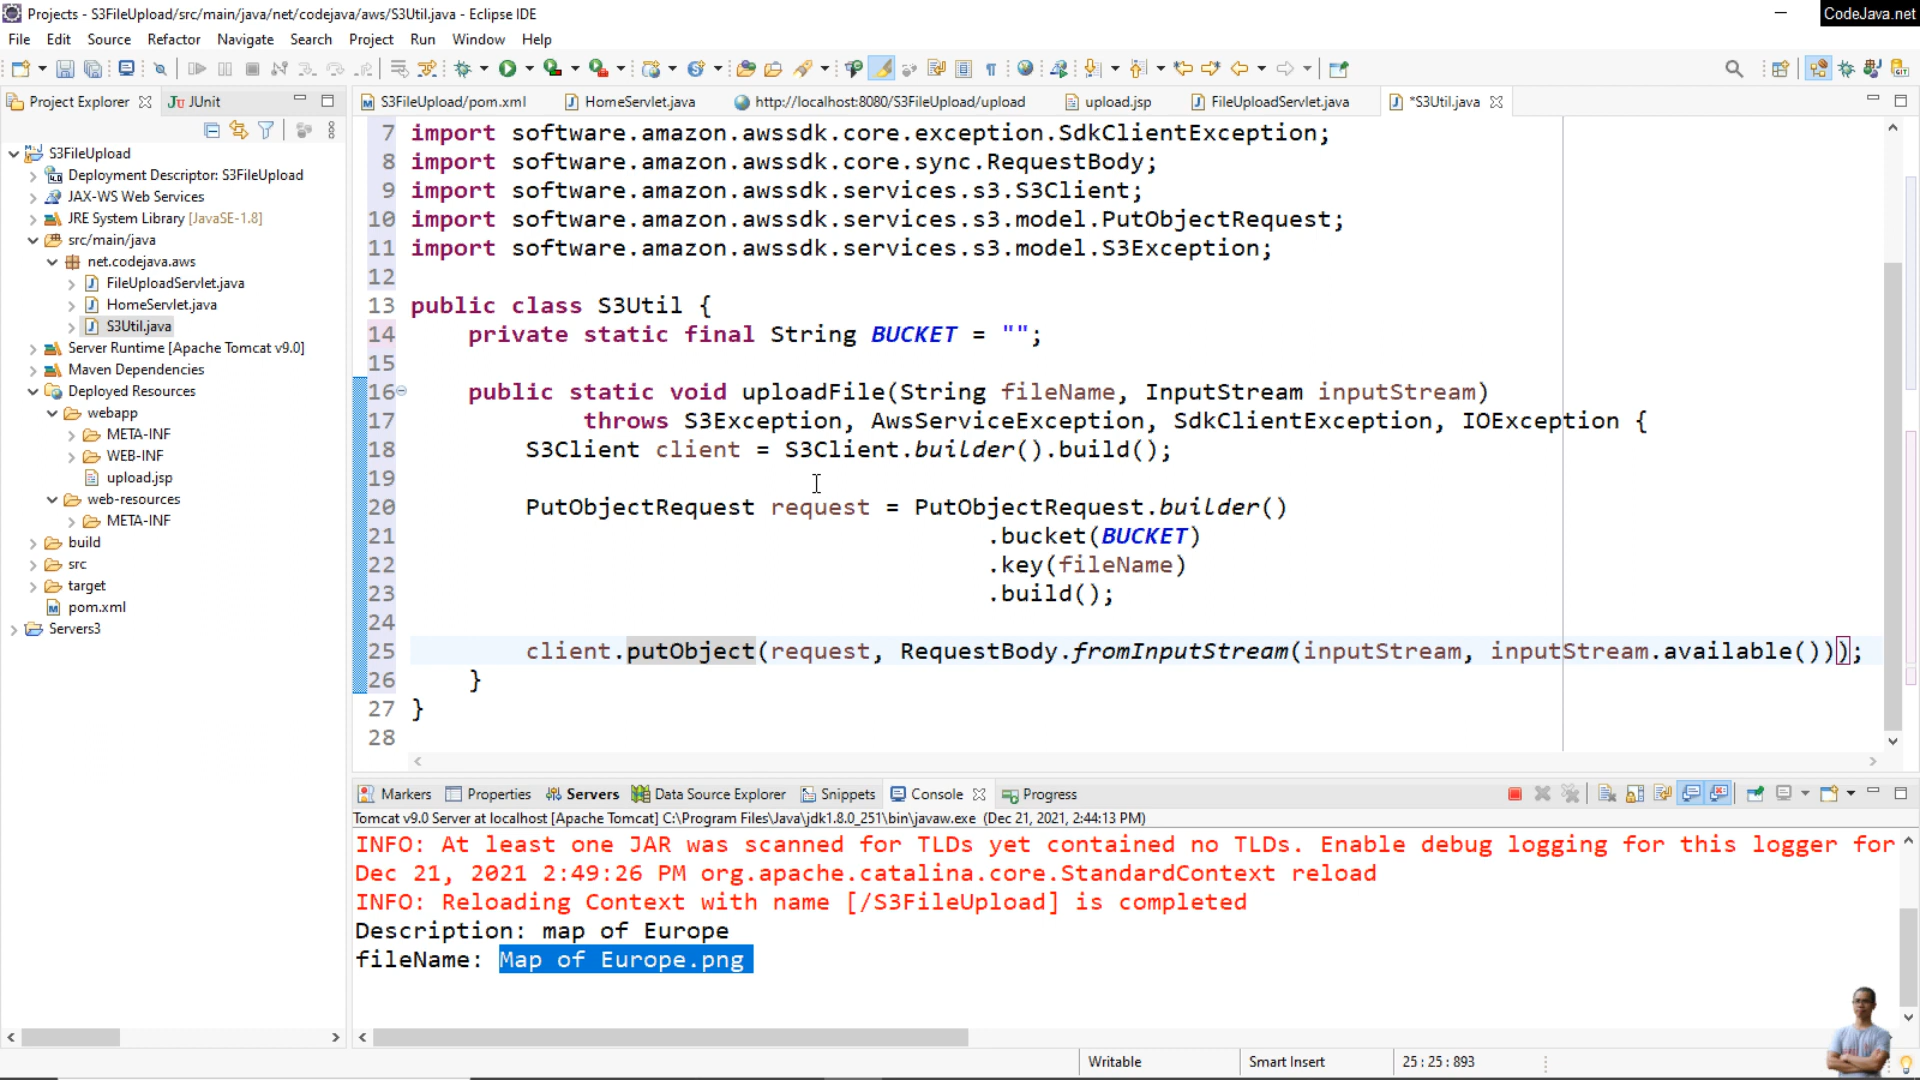 Projects - S3FileUpload/src/main/java/net/codejava/aws/S3Util.java - Eclipse IDE
CodeJava.net
File Edit Source Refactor Navigate Search Project Run Window Help
Project Explorer JUnit
S3FileUpload/pom.xml HomeServlet.java http://localhost:8080/S3FileUpload/upload upload.jsp FileUploadServlet.java *S3Util.java
S3FileUpload
Deployment Descriptor: S3FileUpload
JAX-WS Web Services
JRE System Library [JavaSE-1.8]
src/main/java
net.codejava.aws
FileUploadServlet.java
HomeServlet.java
S3Util.java
Server Runtime [Apache Tomcat v9.0]
Maven Dependencies
Deployed Resources
webapp
META-INF
WEB-INF
upload.jsp
web-resources
META-INF
build
src
target
pom.xml
Servers3
7 import software.amazon.awssdk.core.exception.SdkClientException;
8 import software.amazon.awssdk.core.sync.RequestBody;
9 import software.amazon.awssdk.services.s3.S3Client;
10 import software.amazon.awssdk.services.s3.model.PutObjectRequest;
11 import software.amazon.awssdk.services.s3.model.S3Exception;
12
13 public class S3Util {
14 private static final String BUCKET = "";
15
16 public static void uploadFile(String fileName, InputStream inputStream)
17 throws S3Exception, AwsServiceException, SdkClientException, IOException {
18 S3Client client = S3Client.builder().build();
19
20 PutObjectRequest request = PutObjectRequest.builder()
21 .bucket(BUCKET)
22 .key(fileName)
23 .build();
24
25 client.putObject(request, RequestBody.fromInputStream(inputStream, inputStream.available()));
26 }
27 }
28
Markers Properties Servers Data Source Explorer Snippets Console Progress
Tomcat v9.0 Server at localhost [Apache Tomcat] C:\Program Files\Java\jdk1.8.0_251\bin\javaw.exe (Dec 21, 2021, 2:44:13 PM)
INFO: At least one JAR was scanned for TLDs yet contained no TLDs. Enable debug logging for this logger for
Dec 21, 2021 2:49:26 PM org.apache.catalina.core.StandardContext reload
INFO: Reloading Context with name [/S3FileUpload] is completed
Description: map of Europe
fileName: Map of Europe.png
Writable Smart Insert 25 : 25 : 893